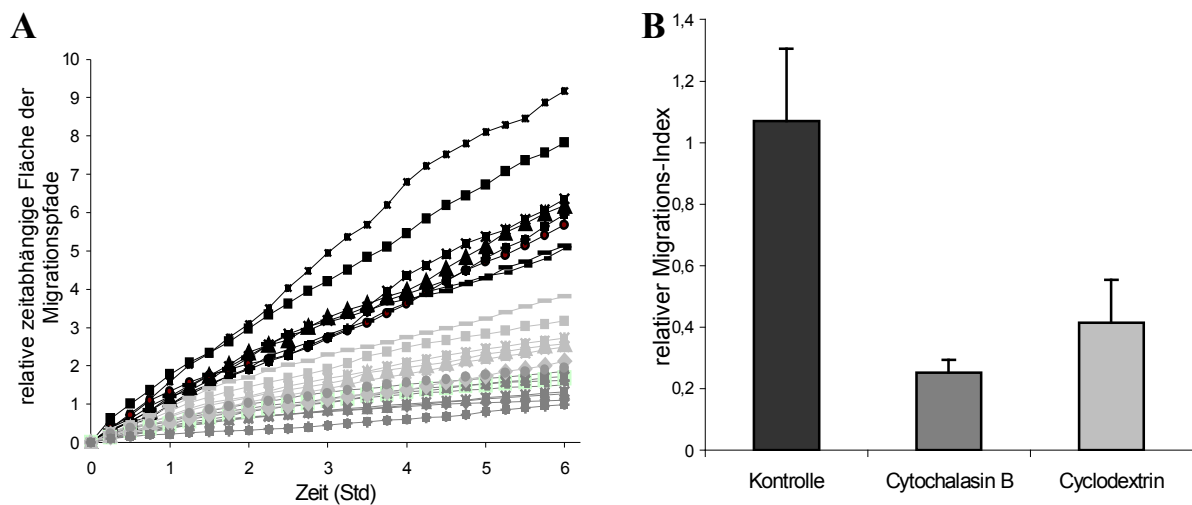 A
relative zeitabhängige Fläche der
Migrationspfade
10
9
8
7
6
5
4
3
2
1
0
0 1 2 3 4 5 6
Zeit (Std)
B
relativer Migrations-Index
1,4
1,2
1
0,8
0,6
0,4
0,2
0
Kontrolle Cytochalasin B Cyclodextrin